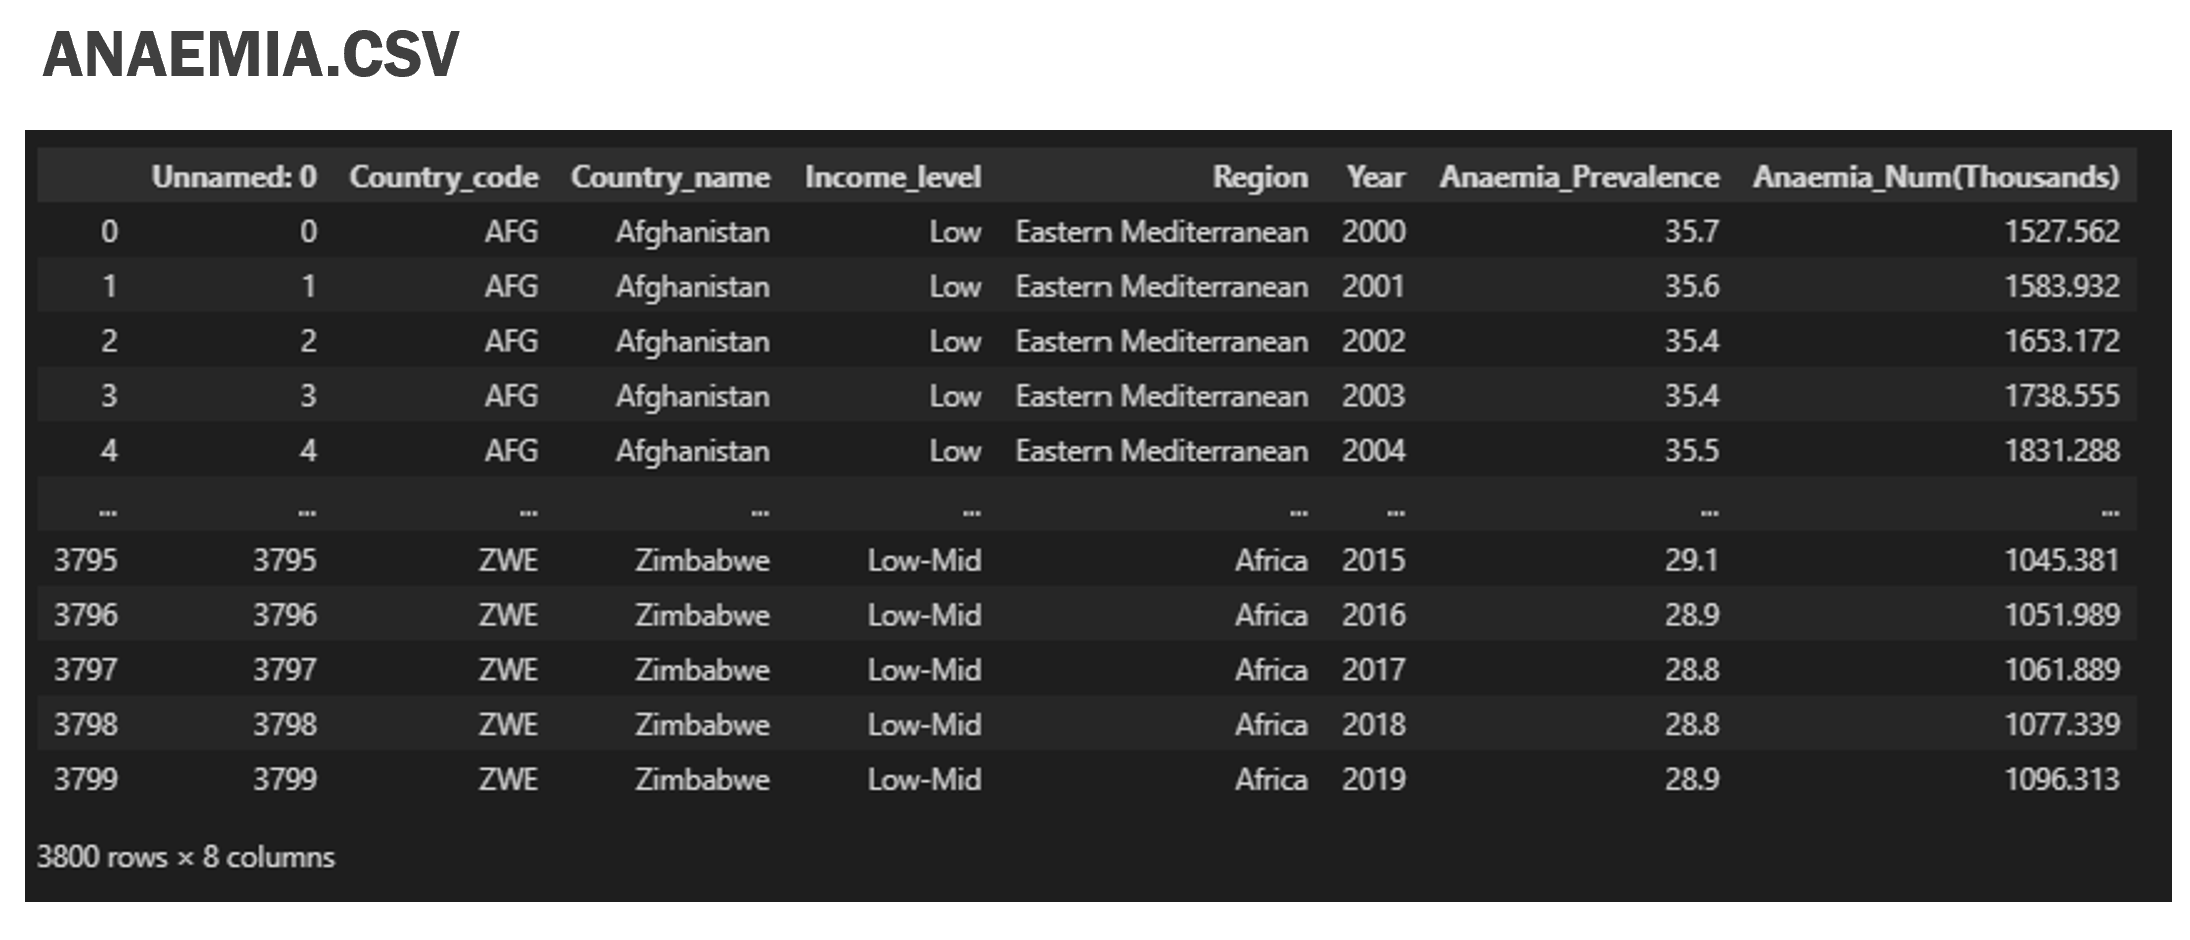 ANAEMIA.CSV
Unnamed: 0 Country_code Country_name Income_level Region Year Anaemia_Prevalence Anaemia_Num(Thousands)
0 0 AFG Afghanistan Low Eastern Mediterranean 2000 35.7 1527.562
1 1 AFG Afghanistan Low Eastern Mediterranean 2001 35.6 1583.932
2 2 AFG Afghanistan Low Eastern Mediterranean 2002 35.4 1653.172
3 3 AFG Afghanistan Low Eastern Mediterranean 2003 35.4 1738.555
4 4 AFG Afghanistan Low Eastern Mediterranean 2004 35.5 1831.288
... ... ... ... ... ... ... ... ...
3795 3795 ZWE Zimbabwe Low-Mid Africa 2015 29.1 1045.381
3796 3796 ZWE Zimbabwe Low-Mid Africa 2016 28.9 1051.989
3797 3797 ZWE Zimbabwe Low-Mid Africa 2017 28.8 1061.889
3798 3798 ZWE Zimbabwe Low-Mid Africa 2018 28.8 1077.339
3799 3799 ZWE Zimbabwe Low-Mid Africa 2019 28.9 1096.313
3800 rows × 8 columns